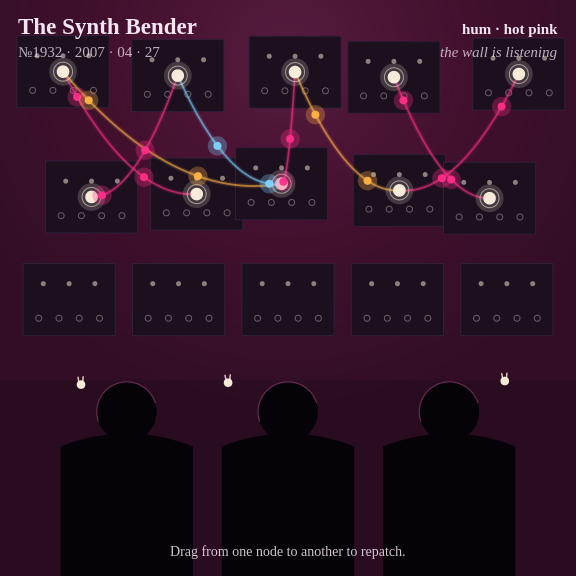 The Synth Bender
hum · hot pink
№1932 · 2007 · 04 · 27
the wall is listening
Drag from one node to another to repatch.